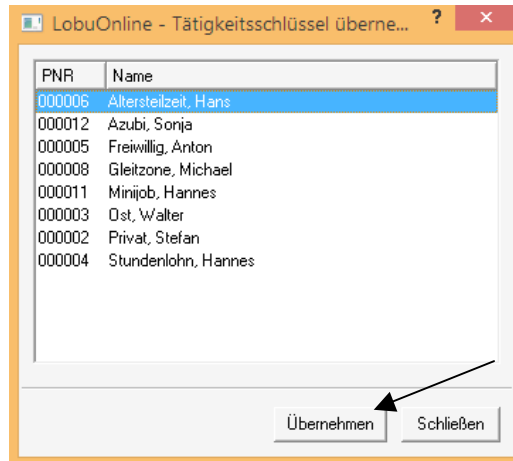 LobuOnline - Tätigkeitsschlüssel überne... ? ×
PNR Name
000006 Altersteilzeit, Hans
000012 Azubi, Sonja
000005 Freiwillig, Anton
000008 Gleitzone, Michael
000011 Minijob, Hannes
000003 Ost, Walter
000002 Privat, Stefan
000004 Stundenlohn, Hannes
Übernehmen Schließen